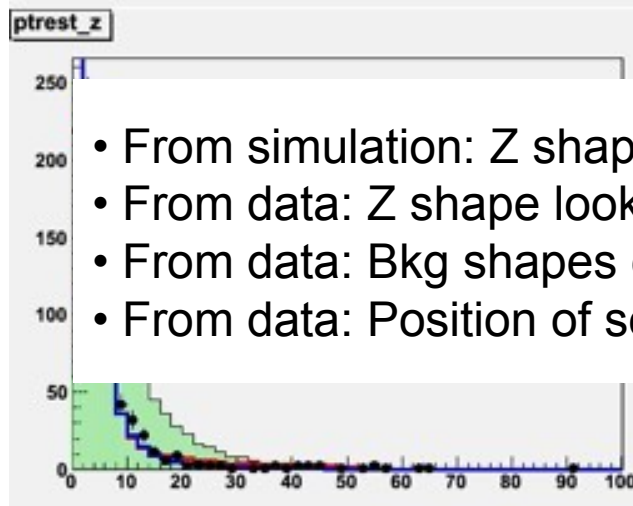 ptrest_z
250
• From simulation: Z shap
200
• From data: Z shape look
150
• From data: Bkg shapes
100
• From data: Position of s
50
0
0 10 20 30 40 50 60 70 80 90 100